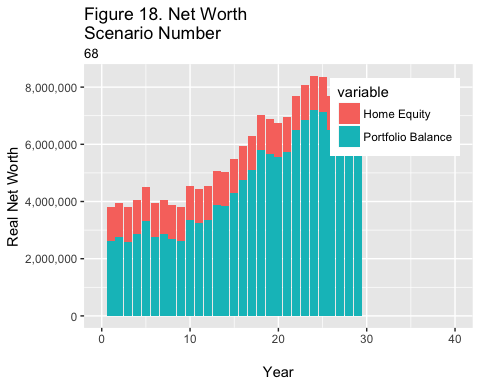 Figure 18. Net Worth
Scenario Number
68
variable
Home Equity
Portfolio Balance
Real Net Worth
8,000,000
6,000,000
4,000,000
2,000,000
0
0 10 20 30 40
Year